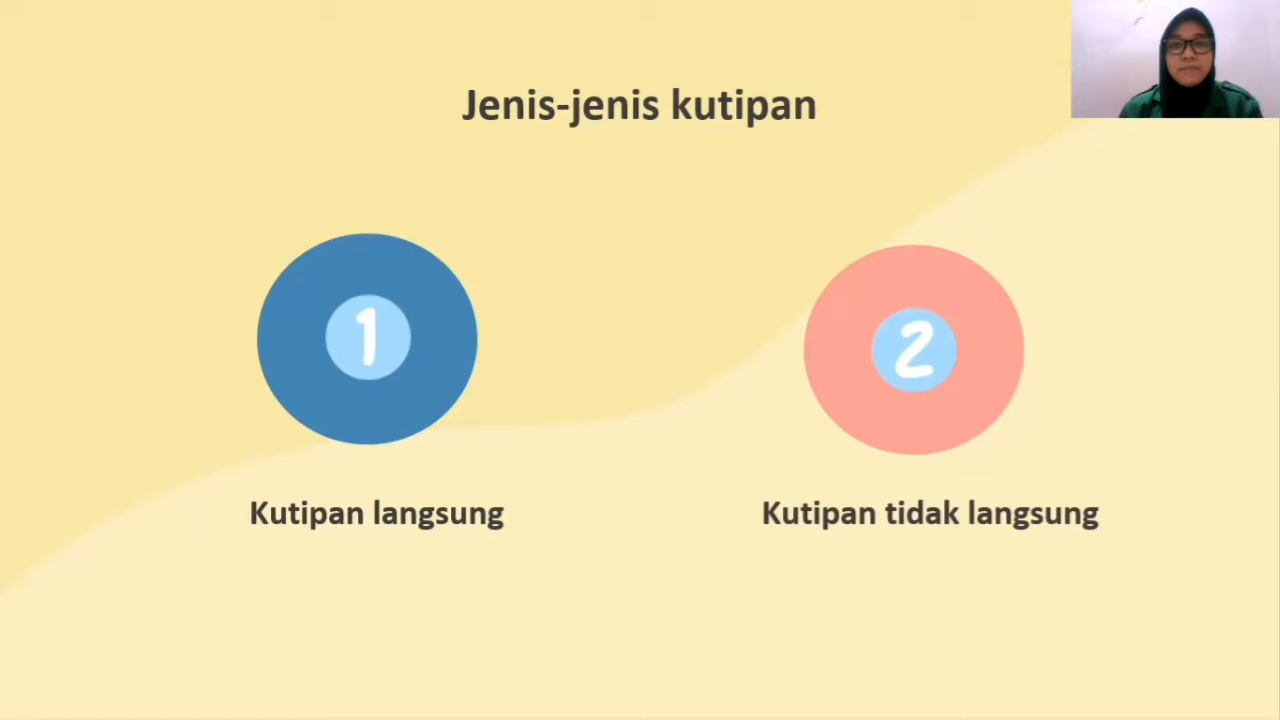 Jenis-jenis kutipan
1
2
Kutipan langsung
Kutipan tidak langsung